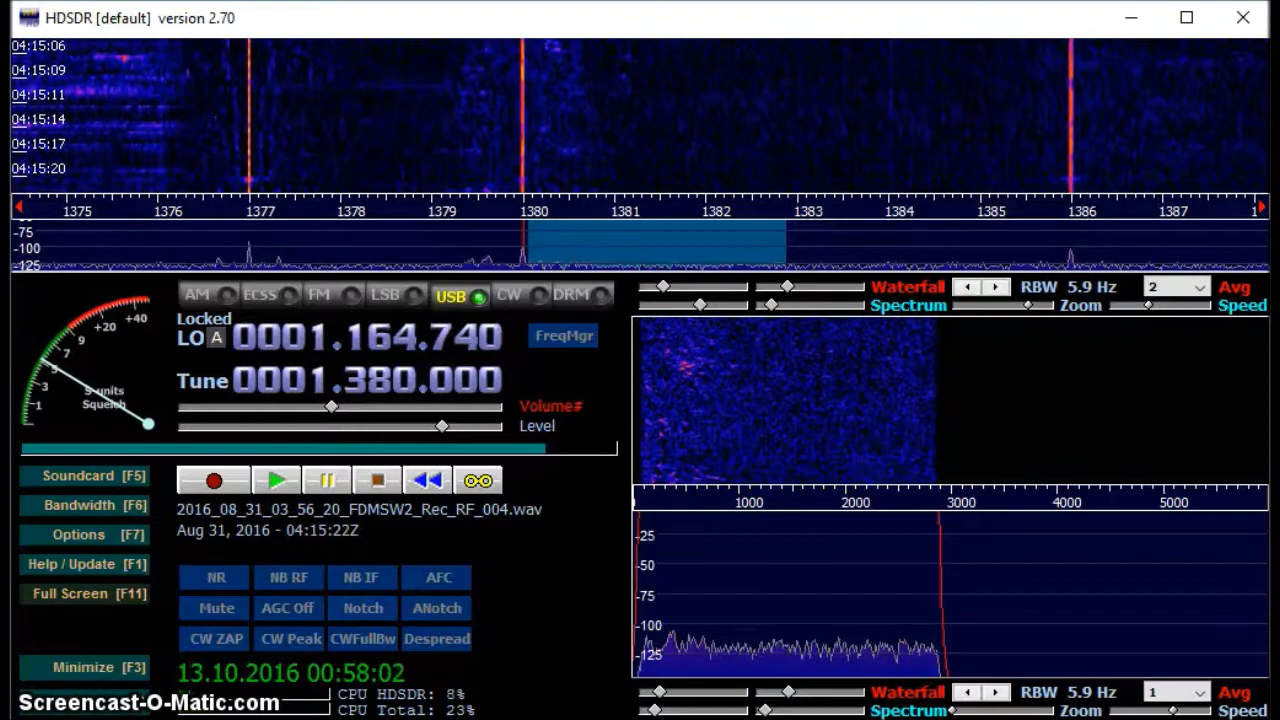 HDSDR [default]  version 2.70
04:15:06
04:15:09
04:15:11
04:15:14
04:15:17
04:15:20
1375 1376 1377 1378 1379 1380 1381 1382 1383 1384 1385 1386 1387 1
-75
-100
-125
AM ECSS FM LSB USB CW DRM
Locked
LO A 0001.164.740 FreqMgr
Tune 0001.380.000
Volume#
Level
+40
+20
9
7
5
3
1
S-units
Squelch
Soundcard [F5]
Bandwidth [F6]
Options [F7]
Help / Update [F1]
Full Screen [F11]
2016_08_31_03_56_20_FDMSW2_Rec_RF_004.wav
Aug 31, 2016 - 04:15:22Z
NR NB RF NB IF AFC
Mute AGC Off Notch ANotch
CW ZAP CW Peak CWFullBw Despread
Minimize [F3]
13.10.2016 00:58:02
CPU HDSDR: 8%
CPU Total: 23%
Screencast-O-Matic.com
Waterfall RBW 5.9 Hz 2 Avg
Spectrum Zoom Speed
1000 2000 3000 4000 5000
-25
-50
-75
-100
-125
Waterfall RBW 5.9 Hz 1 Avg
Spectrum Zoom Speed